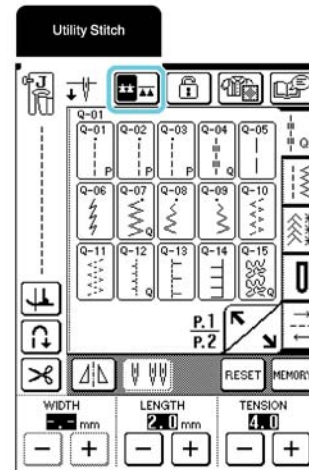 Utility Stitch
J
Q-01
Q-01 Q-02 Q-03 Q-04 Q-05
P P P Q
Q-06 Q-07 Q-08 Q-09 Q-10
Q Q
Q-11 Q-12 Q-13 Q-14 Q-15
Q Q
P.1
P.2
RESET MEMORY
WIDTH LENGTH TENSION
-.- mm 2.0 mm 4.0
− + − + − +